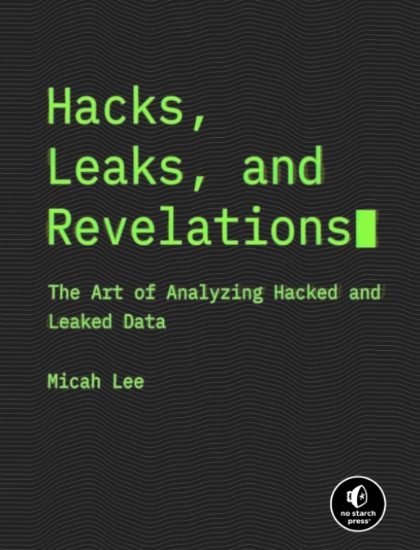 Hacks,
Leaks, and
Revelations
The Art of Analyzing Hacked and
Leaked Data
Micah Lee
no starch
press®